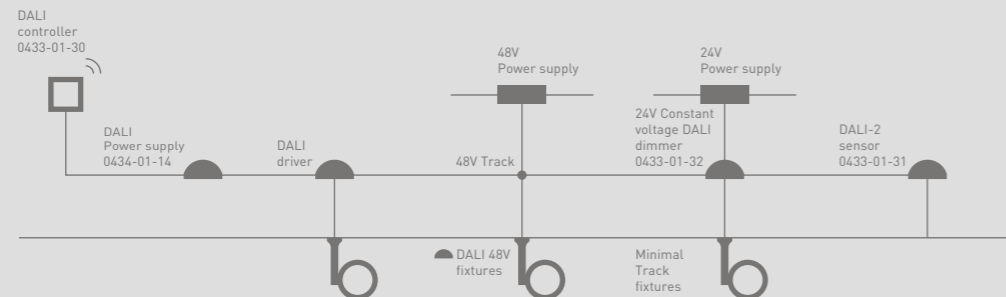 DALI
controller
0433-01-30
48V
Power supply
24V
Power supply
DALI
Power supply
0434-01-14
DALI
driver
48V Track
24V Constant
voltage DALI
dimmer
0433-01-32
DALI-2
sensor
0433-01-31
DALI 48V
fixtures
Minimal
Track
fixtures